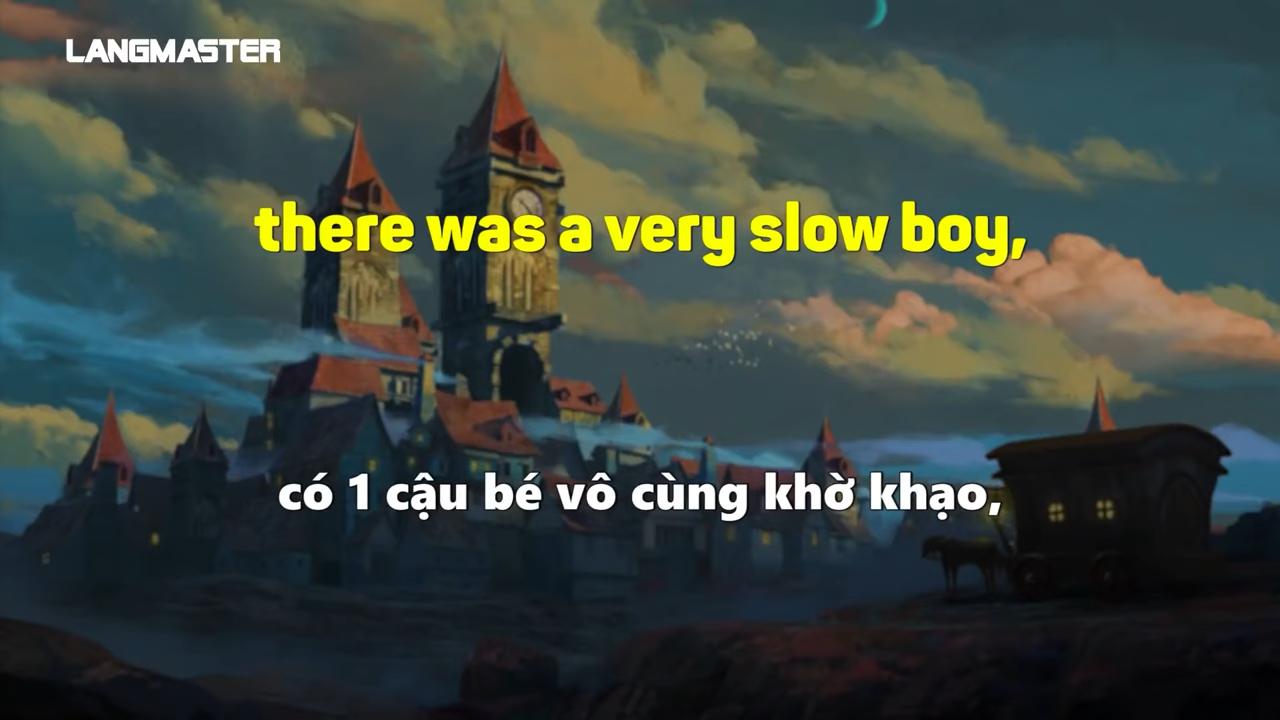 LANGMASTER
there was a very slow boy,
có 1 cậu bé vô cùng khờ khạo,